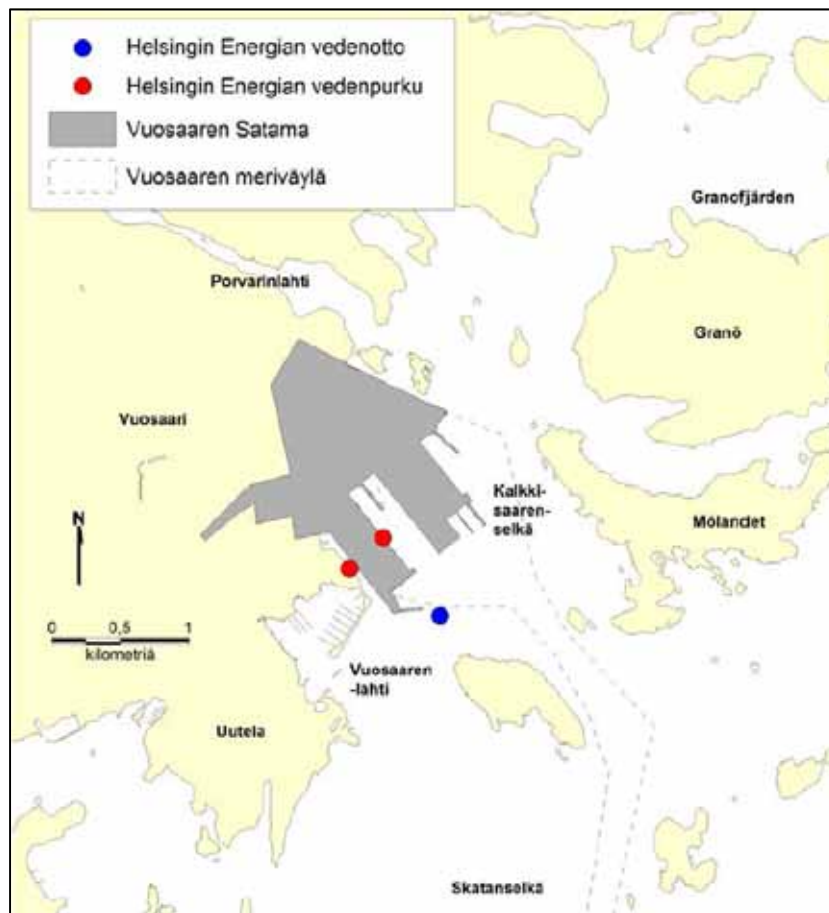 Helsingin Energian vedenotto
Helsingin Energian vedenpurku
Vuosaaren Satama
Vuosaaren meriväylä
Granofjärden
Porvarinlahti
Granö
Vuosaari
Kalkki-
saaren-
selkä
Mölandet
N
0 0,5 1
kilometriä
Vuosaaren
-lahti
Uutela
Skatanselkä